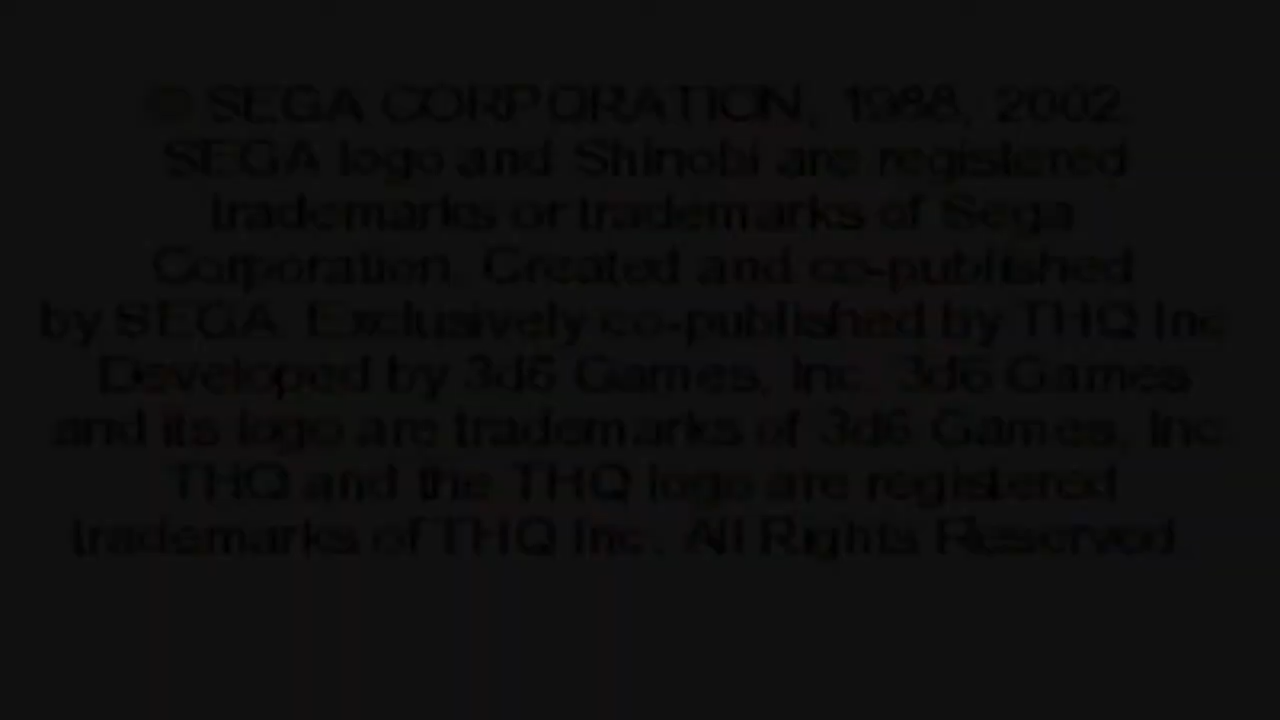 © SEGA CORPORATION, 1988, 2002.
SEGA logo and Shinobi are registered
trademarks or trademarks of Sega
Corporation. Created and co-published
by SEGA. Exclusively co-published by THQ Inc.
Developed by 3d6 Games, Inc. 3d6 Games
and its logo are trademarks of 3d6 Games, Inc.
THQ and the THQ logo are registered
trademarks of THQ Inc. All Rights Reserved.